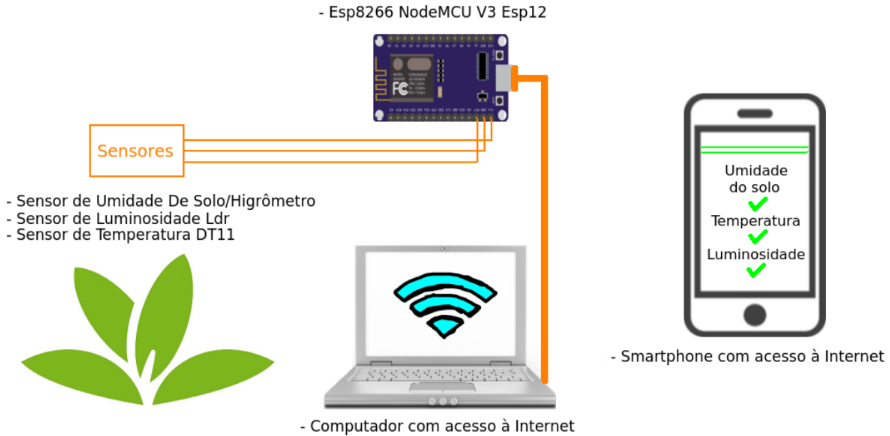 - Esp8266 NodeMCU V3 Esp12
FC
Sensores
- Sensor de Umidade De Solo/Higrômetro
- Sensor de Luminosidade Ldr
- Sensor de Temperatura DT11
Umidade
do solo
Temperatura
Luminosidade
- Smartphone com acesso à Internet
- Computador com acesso à Internet